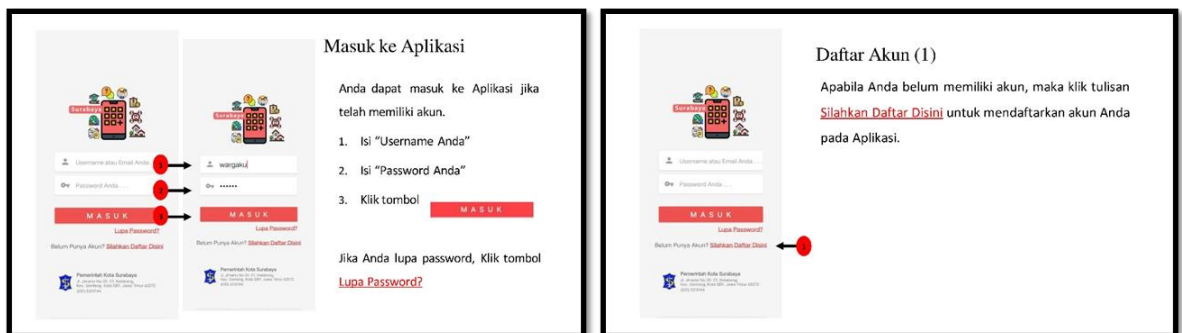 Masuk ke Aplikasi
Anda dapat masuk ke Aplikasi jika
telah memiliki akun.
1. Isi “Username Anda”
2. Isi “Password Anda”
3. Klik tombol MASUK
Jika Anda lupa password, Klik tombol
Lupa Password?
Surabaya
Username atau Email Anda
1
Password Anda ....
2
MASUK
3
Lupa Password?
Belum Punya Akun? Silahkan Daftar Disini
Pemerintah Kota Surabaya
Surabaya
wargaku
••••••
MASUK
Lupa Password?
Belum Punya Akun? Silahkan Daftar Disini
Pemerintah Kota Surabaya
Daftar Akun (1)
Apabila Anda belum memiliki akun, maka klik tulisan
Silahkan Daftar Disini untuk mendaftarkan akun Anda
pada Aplikasi.
Surabaya
Username atau Email Anda ....
Password Anda ....
MASUK
Lupa Password?
Belum Punya Akun? Silahkan Daftar Disini
Pemerintah Kota Surabaya